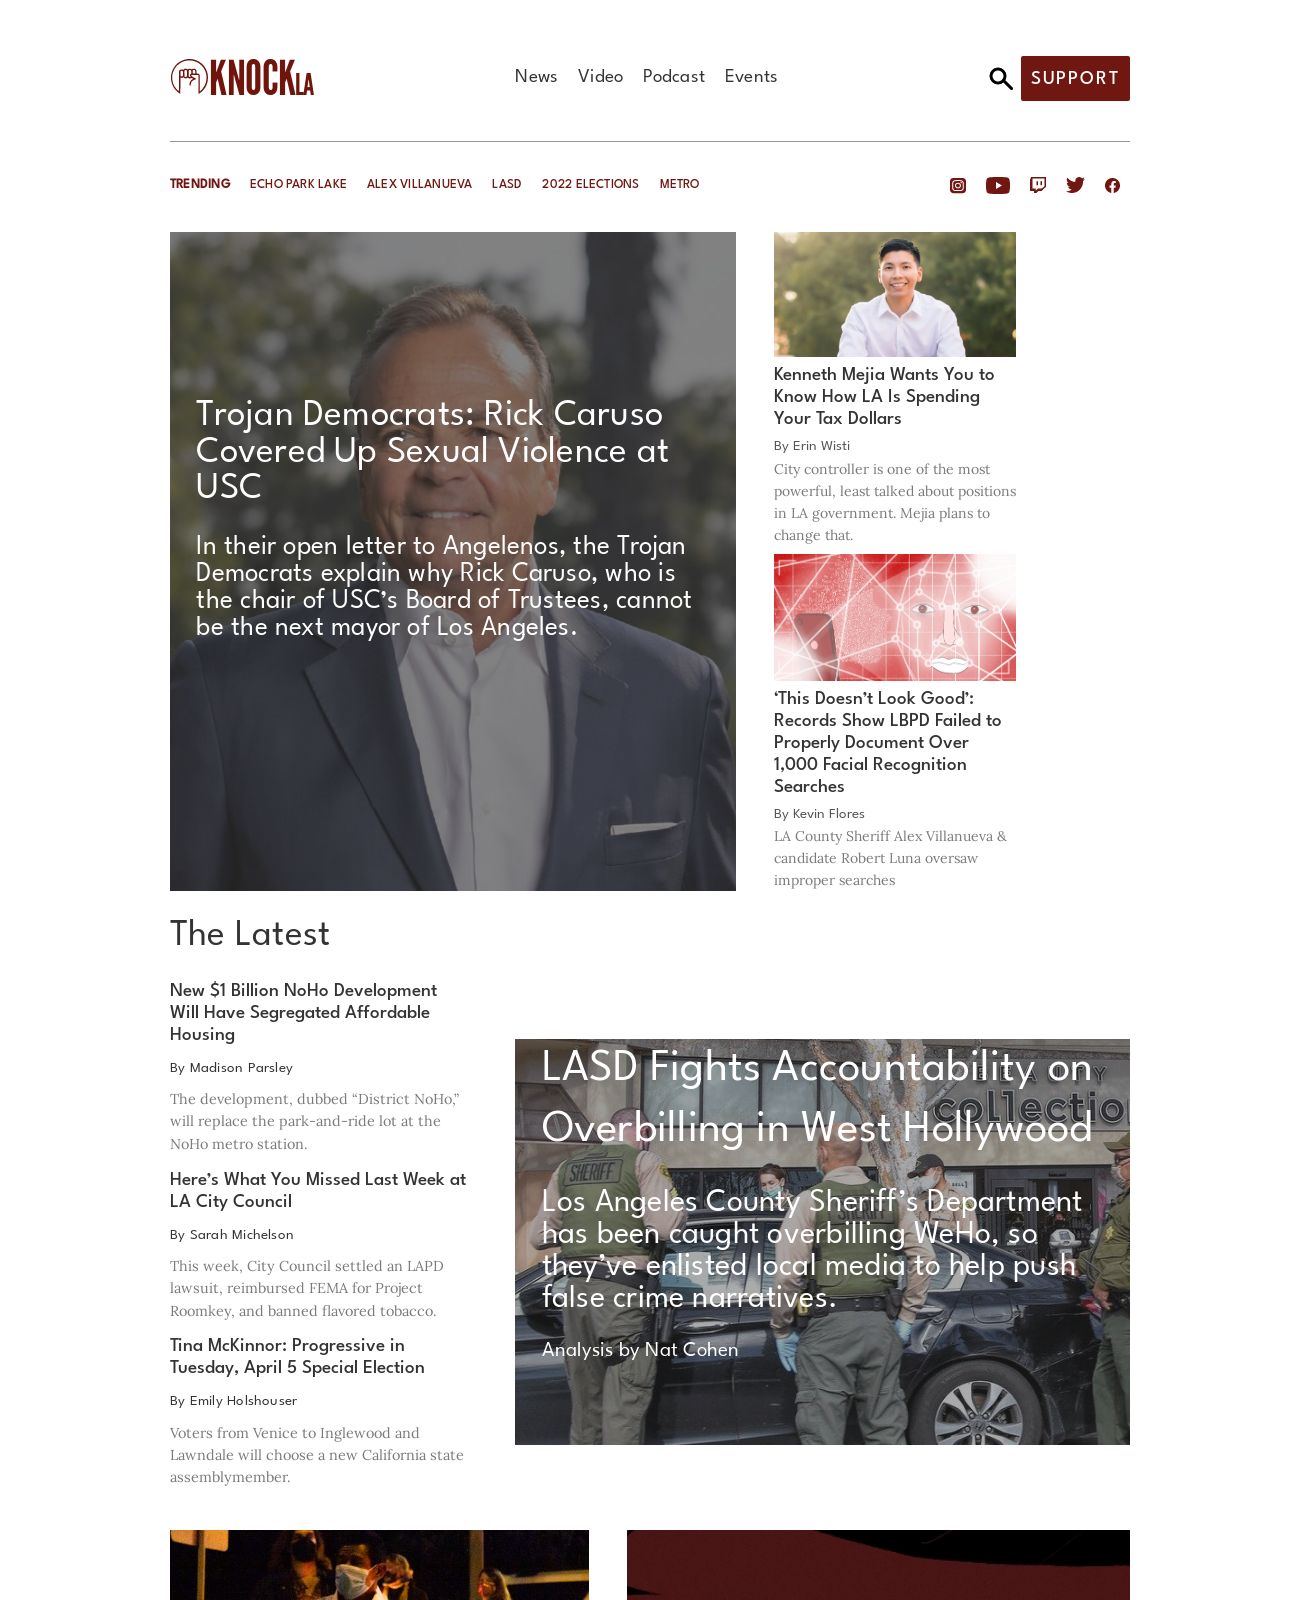 KNOCKLA
News Video Podcast Events
SUPPORT
TRENDING ECHO PARK LAKE ALEX VILLANUEVA LASD 2022 ELECTIONS METRO
Trojan Democrats: Rick Caruso
Covered Up Sexual Violence at
USC
In their open letter to Angelenos, the Trojan
Democrats explain why Rick Caruso, who is
the chair of USC’s Board of Trustees, cannot
be the next mayor of Los Angeles.
Kenneth Mejia Wants You to
Know How LA Is Spending
Your Tax Dollars
By Erin Wisti
City controller is one of the most
powerful, least talked about positions
in LA government. Mejia plans to
change that.
‘This Doesn’t Look Good’:
Records Show LBPD Failed to
Properly Document Over
1,000 Facial Recognition
Searches
By Kevin Flores
LA County Sheriff Alex Villanueva &
candidate Robert Luna oversaw
improper searches
The Latest
New $1 Billion NoHo Development
Will Have Segregated Affordable
Housing
By Madison Parsley
The development, dubbed “District NoHo,”
will replace the park-and-ride lot at the
NoHo metro station.
Here’s What You Missed Last Week at
LA City Council
By Sarah Michelson
This week, City Council settled an LAPD
lawsuit, reimbursed FEMA for Project
Roomkey, and banned flavored tobacco.
Tina McKinnor: Progressive in
Tuesday, April 5 Special Election
By Emily Holshouser
Voters from Venice to Inglewood and
Lawndale will choose a new California state
assemblymember.
LASD Fights Accountability on
Overbilling in West Hollywood
Los Angeles County Sheriff’s Department
has been caught overbilling WeHo, so
they’ve enlisted local media to help push
false crime narratives.
Analysis by Nat Cohen
collection
SHERIFF